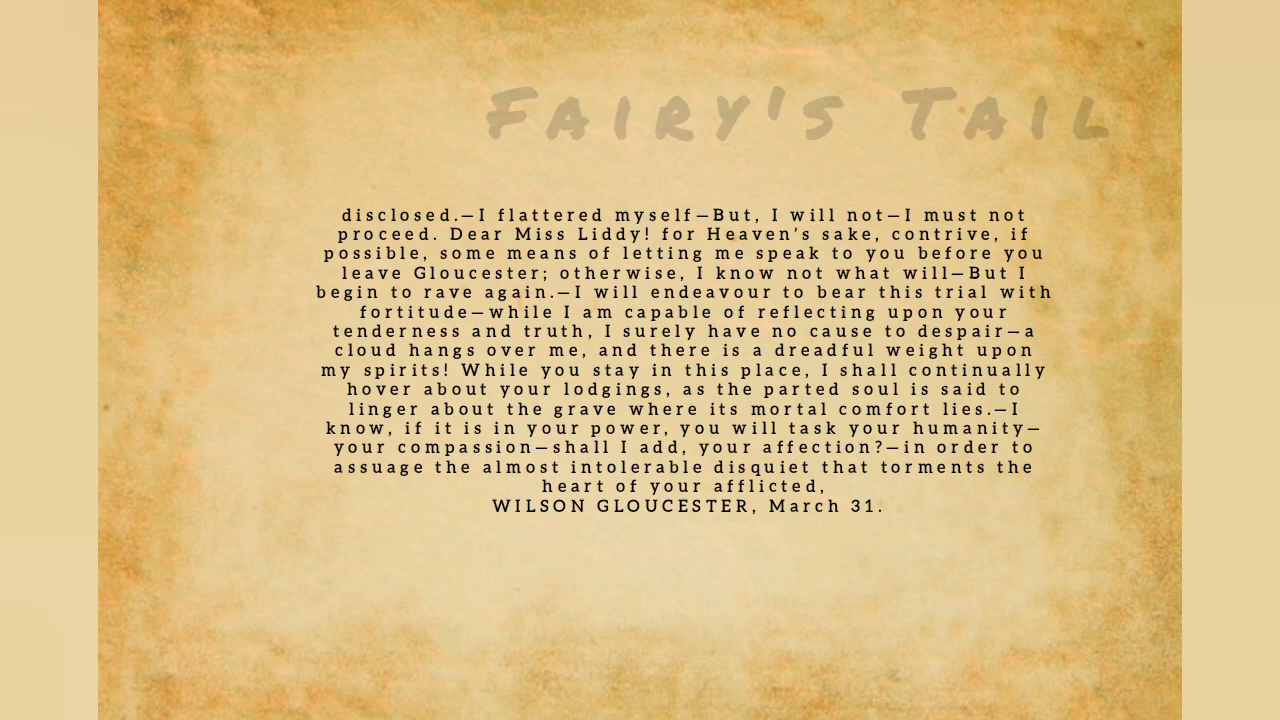 Fairy's Tail
disclosed.—I flattered myself—But, I will not—I must not
proceed. Dear Miss Liddy! for Heaven's sake, contrive, if
possible, some means of letting me speak to you before you
leave Gloucester; otherwise, I know not what will—But I
begin to rave again.—I will endeavour to bear this trial with
fortitude—while I am capable of reflecting upon your
tenderness and truth, I surely have no cause to despair—a
cloud hangs over me, and there is a dreadful weight upon
my spirits! While you stay in this place, I shall continually
hover about your lodgings, as the parted soul is said to
linger about the grave where its mortal comfort lies.—I
know, if it is in your power, you will task your humanity—
your compassion—shall I add, your affection?—in order to
assuage the almost intolerable disquiet that torments the
heart of your afflicted,
WILSON GLOUCESTER, March 31.